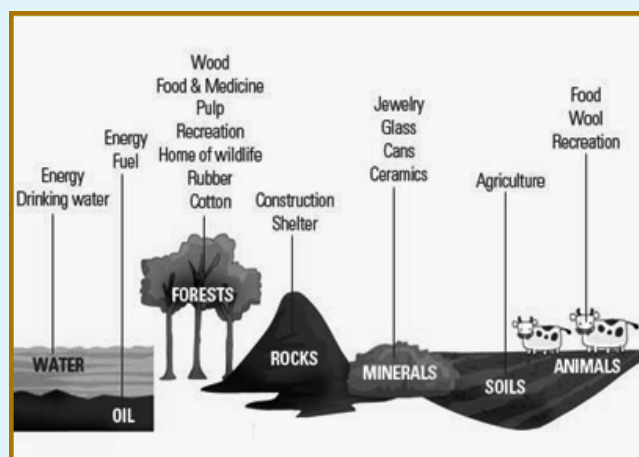 Energy
Drinking water
Energy
Fuel
Wood
Food & Medicine
Pulp
Recreation
Home of wildlife
Rubber
Cotton
Construction
Shelter
Jewelry
Glass
Cans
Ceramics
Agriculture
Food
Wool
Recreation
WATER
OIL
FORESTS
ROCKS
MINERALS
SOILS
ANIMALS